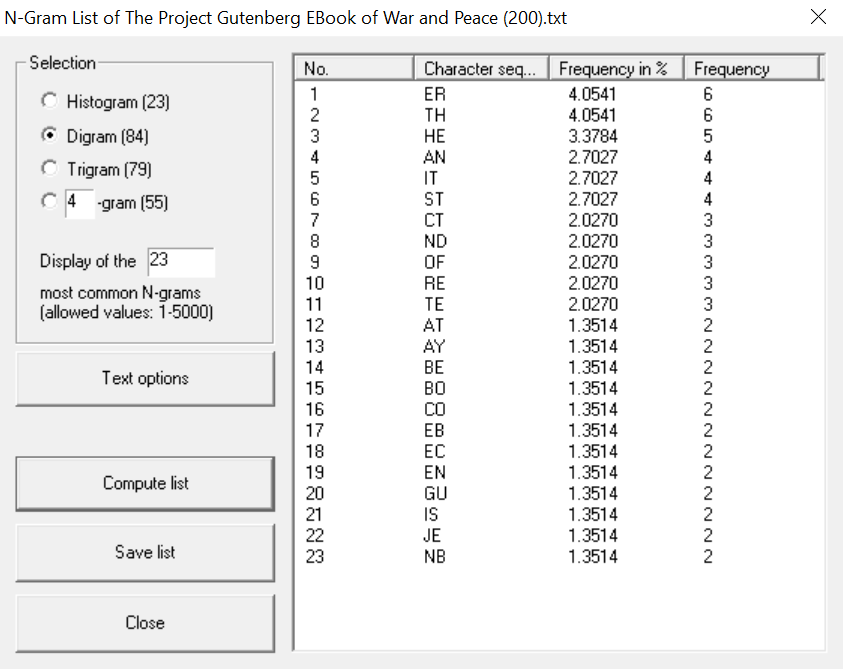 N-Gram List of The Project Gutenberg EBook of War and Peace (200).txt
Selection
Histogram (23)
Digram (84)
Trigram (79)
4 -gram (55)
Display of the 23
most common N-grams
(allowed values: 1-5000)
Text options
Compute list
Save list
Close
No. Character seq... Frequency in % Frequency
1 ER 4.0541 6
2 TH 4.0541 6
3 HE 3.3784 5
4 AN 2.7027 4
5 IT 2.7027 4
6 ST 2.7027 4
7 CT 2.0270 3
8 ND 2.0270 3
9 OF 2.0270 3
10 RE 2.0270 3
11 TE 2.0270 3
12 AT 1.3514 2
13 AY 1.3514 2
14 BE 1.3514 2
15 BO 1.3514 2
16 CO 1.3514 2
17 EB 1.3514 2
18 EC 1.3514 2
19 EN 1.3514 2
20 GU 1.3514 2
21 IS 1.3514 2
22 JE 1.3514 2
23 NB 1.3514 2